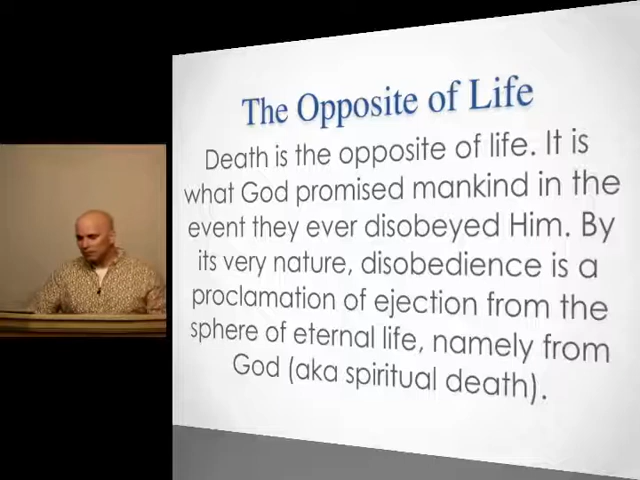 The Opposite of Life
Death is the opposite of life. It is
what God promised mankind in the
event they ever disobeyed Him. By
its very nature, disobedience is a
proclamation of ejection from the
sphere of eternal life, namely from
God (aka spiritual death).